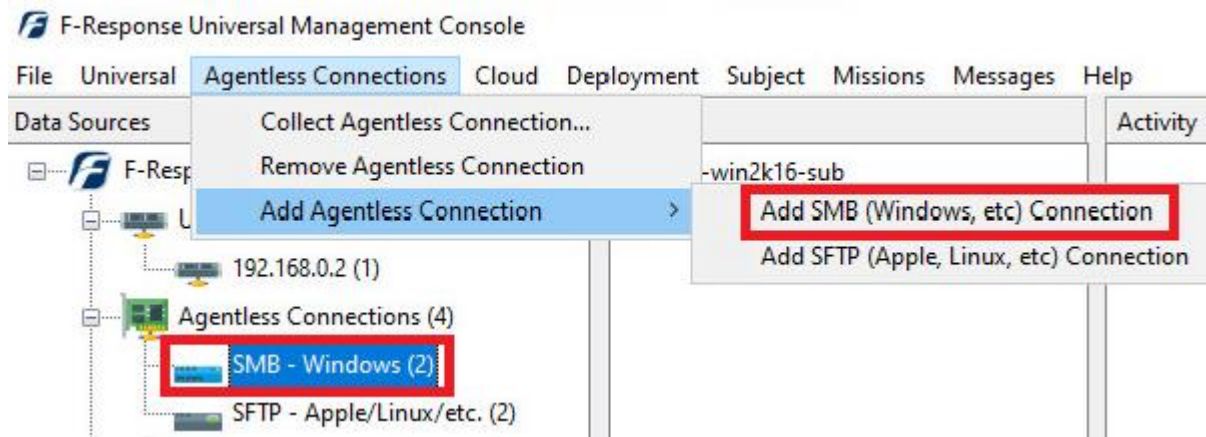 F-Response Universal Management Console
File Universal Agentless Connections Cloud Deployment Subject Missions Messages Help
Data Sources
Activity
Collect Agentless Connection...
Remove Agentless Connection
Add Agentless Connection >
Add SMB (Windows, etc) Connection
Add SFTP (Apple, Linux, etc) Connection
F-Resp
-win2k16-sub
U
192.168.0.2 (1)
Agentless Connections (4)
SMB - Windows (2)
SFTP - Apple/Linux/etc. (2)